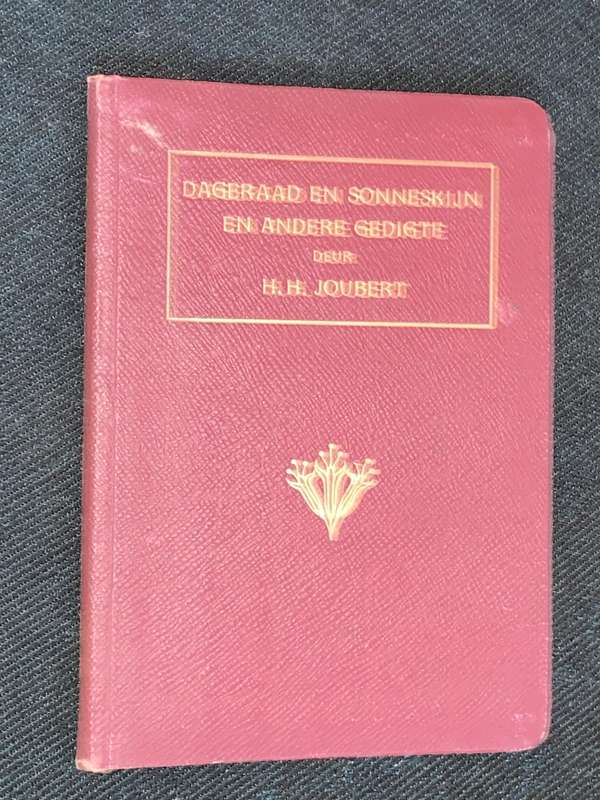 DAGERAAD EN SONNESKIJN
EN ANDERE GEDIGTE
DEUR
H. H. JOUBERT